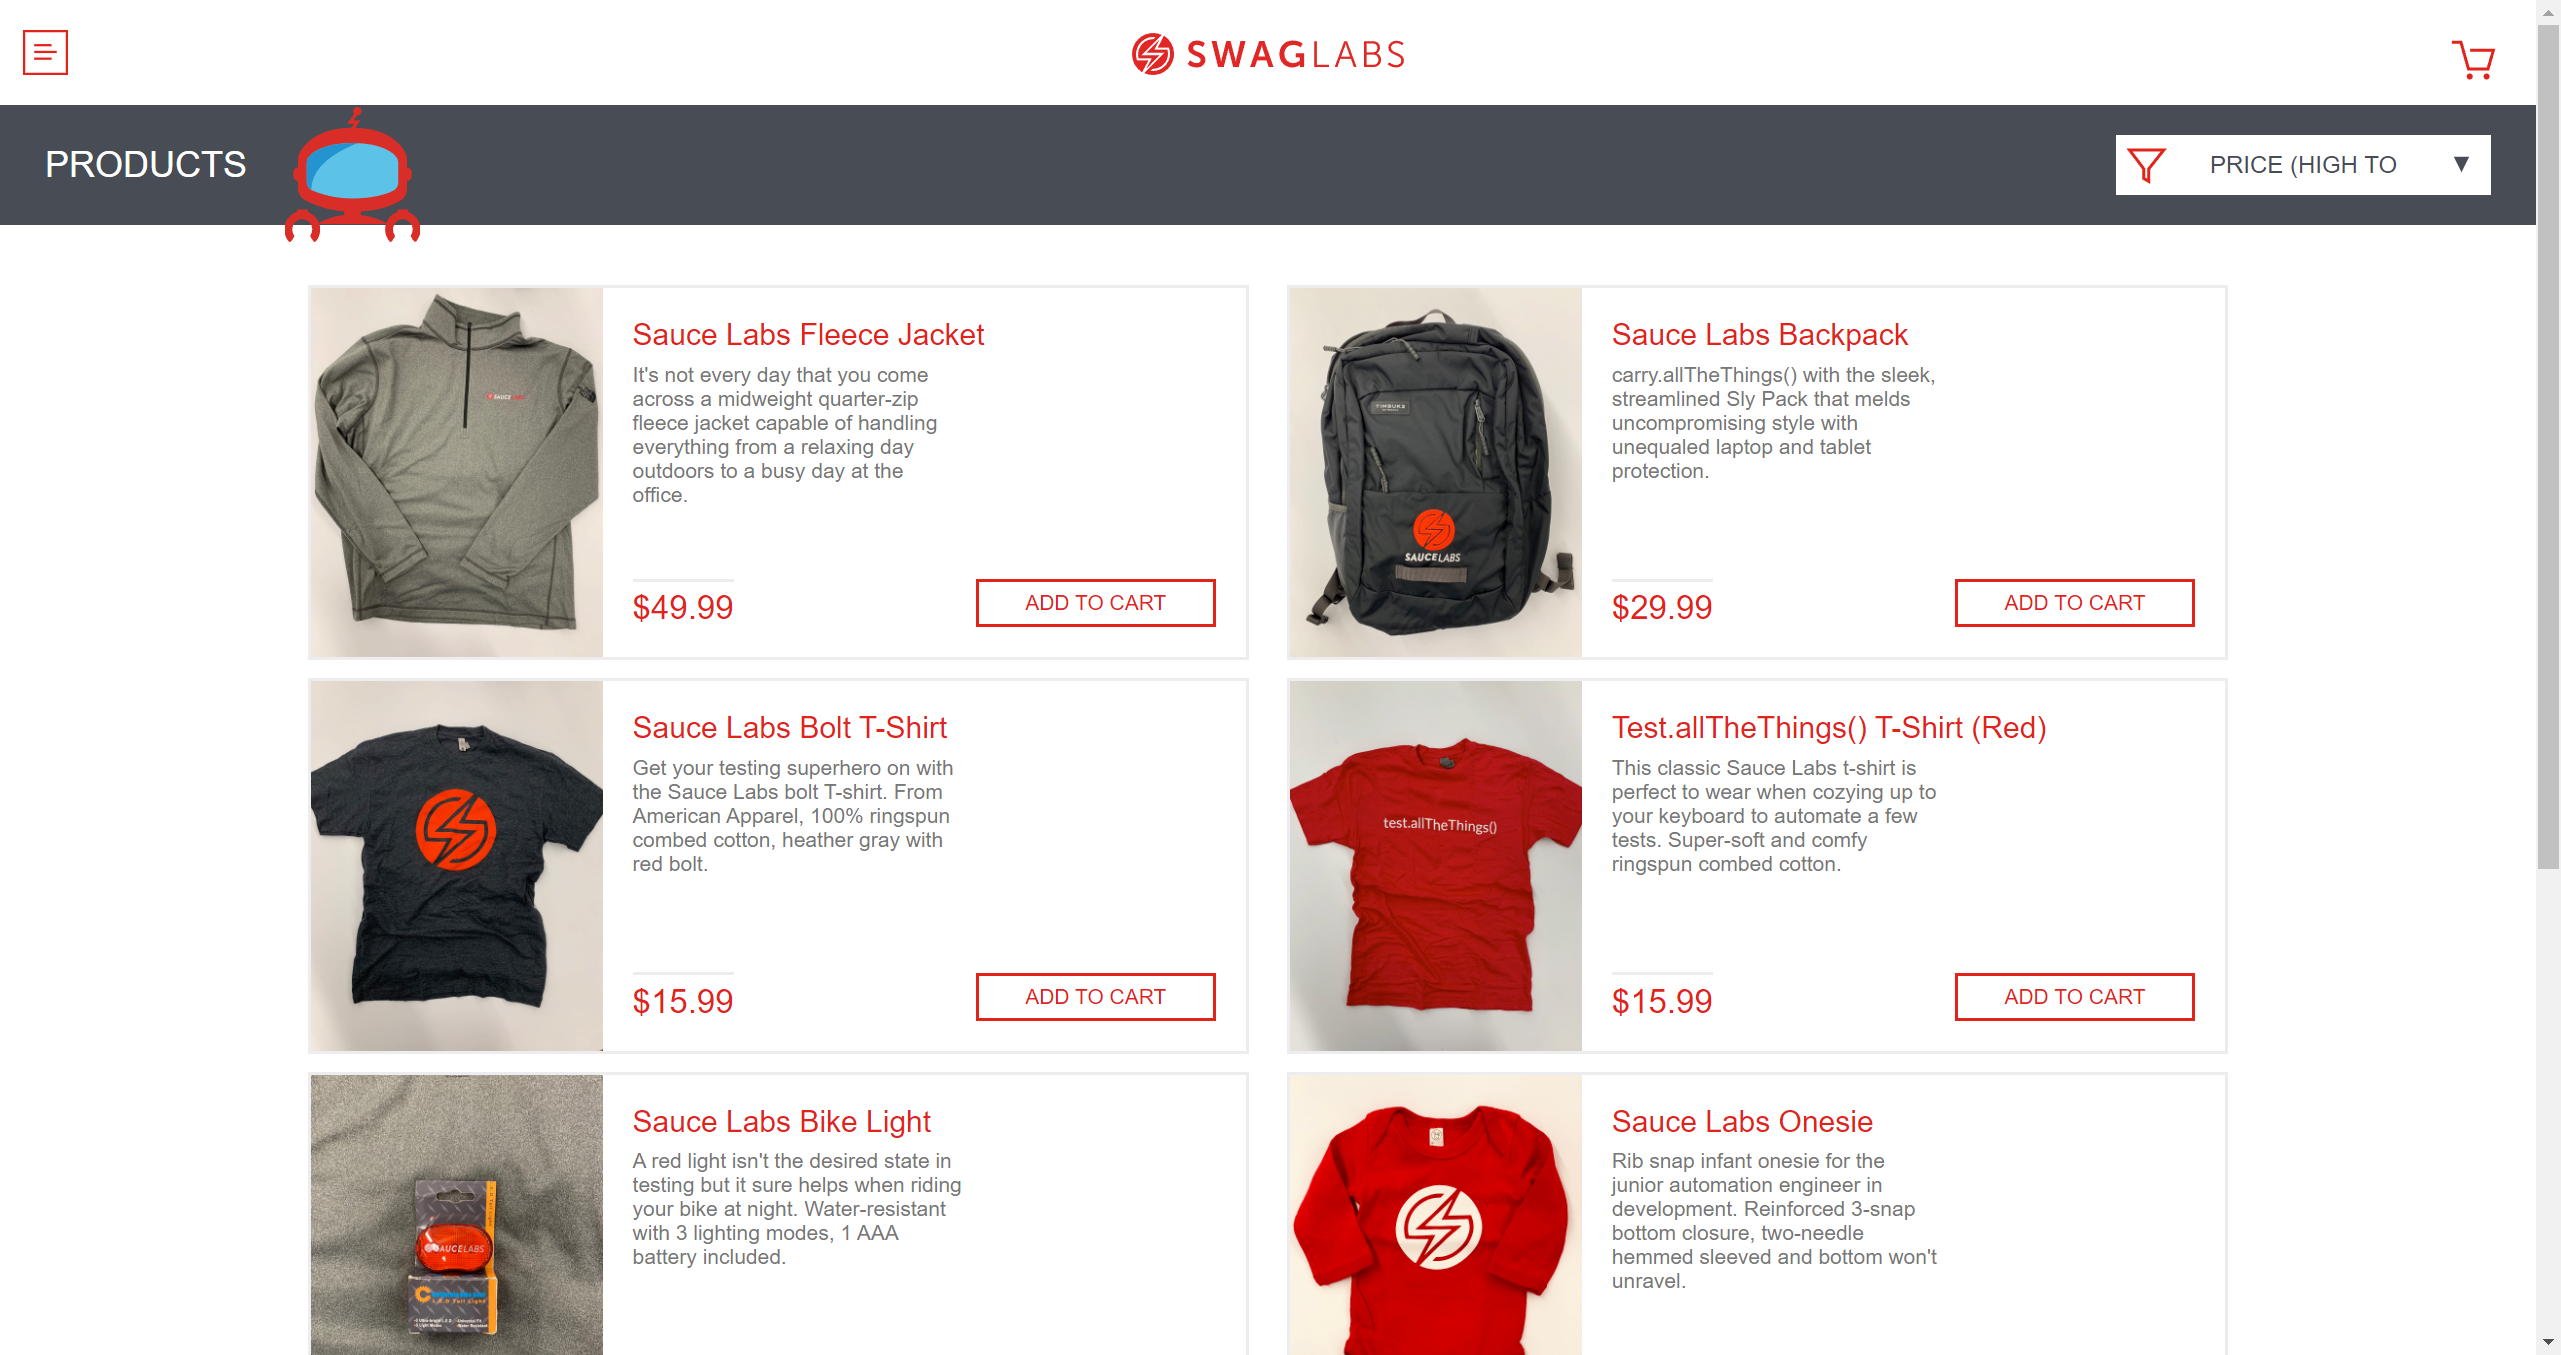 SWAGLABS
PRODUCTS
PRICE (HIGH TO
▼
Sauce Labs Fleece Jacket
It's not every day that you come
across a midweight quarter-zip
fleece jacket capable of handling
everything from a relaxing day
outdoors to a busy day at the
office.
$49.99
ADD TO CART
SAUCELABS
Sauce Labs Backpack
carry.allTheThings() with the sleek,
streamlined Sly Pack that melds
uncompromising style with
unequaled laptop and tablet
protection.
$29.99
ADD TO CART
TIMBUK2
SAUCELABS
Sauce Labs Bolt T-Shirt
Get your testing superhero on with
the Sauce Labs bolt T-shirt. From
American Apparel, 100% ringspun
combed cotton, heather gray with
red bolt.
$15.99
ADD TO CART
Test.allTheThings() T-Shirt (Red)
This classic Sauce Labs t-shirt is
perfect to wear when cozying up to
your keyboard to automate a few
tests. Super-soft and comfy
ringspun combed cotton.
$15.99
ADD TO CART
test.allTheThings()
Sauce Labs Bike Light
A red light isn't the desired state in
testing but it sure helps when riding
your bike at night. Water-resistant
with 3 lighting modes, 1 AAA
battery included.
SAUCELABS
Sauce Labs Onesie
Rib snap infant onesie for the
junior automation engineer in
development. Reinforced 3-snap
bottom closure, two-needle
hemmed sleeved and bottom won't
unravel.